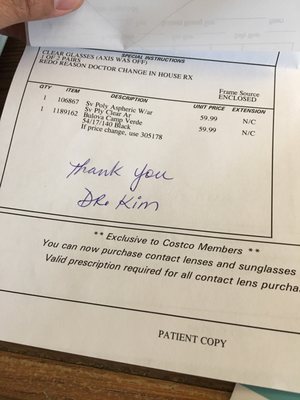 SPECIAL INSTRUCTIONS
CLEAR GLASSES (AXIS WAS OFF)
1 OF 2 PAIRS
REDO REASON DOCTOR CHANGE IN HOUSE RX
Frame Source
ENCLOSED
QTY ITEM DESCRIPTION UNIT PRICE EXTENSION
1 106867 Sv Poly Aspheric W/ar 59.99 N/C
Sv Ply Clear Ar
1 1189162 Bulova Camp Verde 59.99 N/C
54/17/140 Black
If price change, use 305178
Thank you
Dr. Kim
** Exclusive to Costco Members **
You can now purchase contact lenses and sunglasses
Valid prescription required for all contact lens purcha
PATIENT COPY